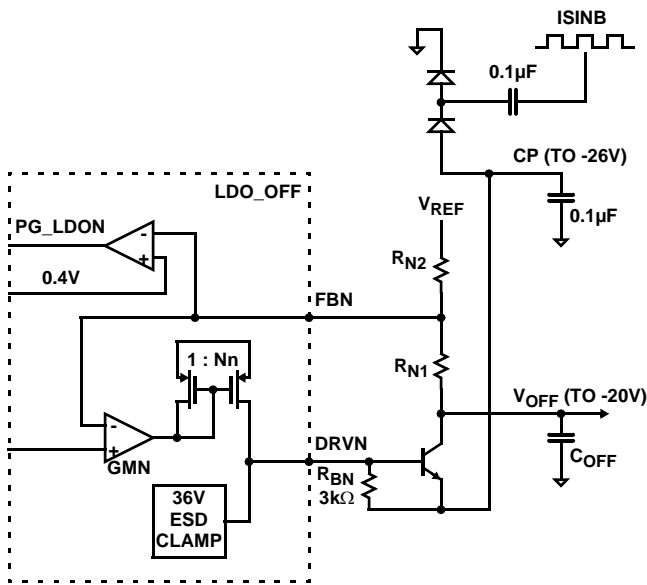 ISINB
0.1µF
CP (TO -26V)
LDO_OFF
VREF
0.1µF
PG_LDON
-
+
0.4V
RN2
FBN
1 : Nn
RN1
VOFF (TO -20V)
-
+
GMN
DRVN
COFF
RBN
3kΩ
36V
ESD
CLAMP